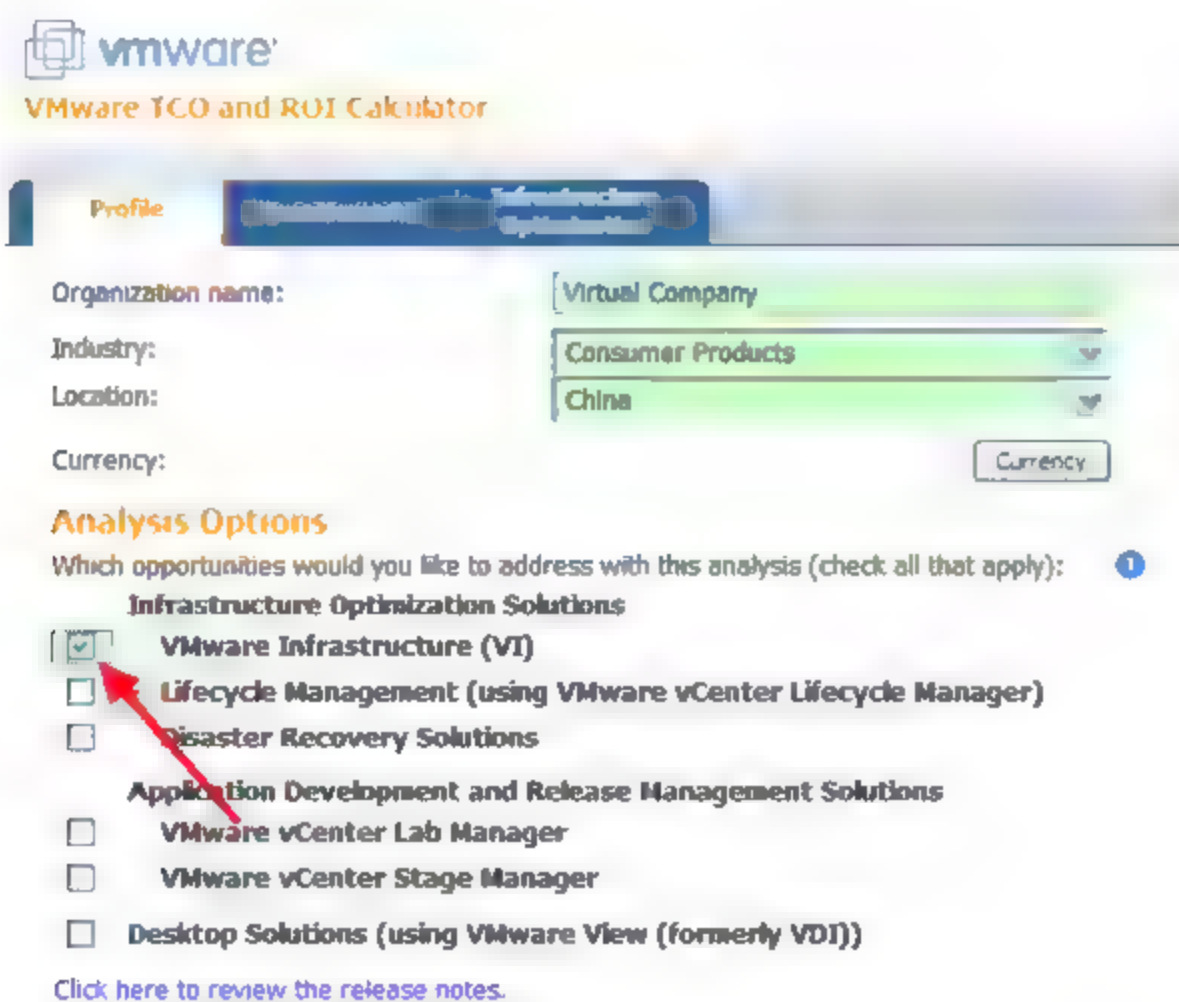 vmware
VMware TCO and ROI Calculator
Profile
Organization name: Virtual Company
Industry: Consumer Products
Location: China
Currency: Currency
Analysis Options
Which opportunities would you like to address with this analysis (check all that apply):
Infrastructure Optimization Solutions
VMware Infrastructure (VI)
Lifecycle Management (using VMware vCenter Lifecycle Manager)
Disaster Recovery Solutions
Application Development and Release Management Solutions
VMware vCenter Lab Manager
VMware vCenter Stage Manager
Desktop Solutions (using VMware View (formerly VDI))
Click here to review the release notes.